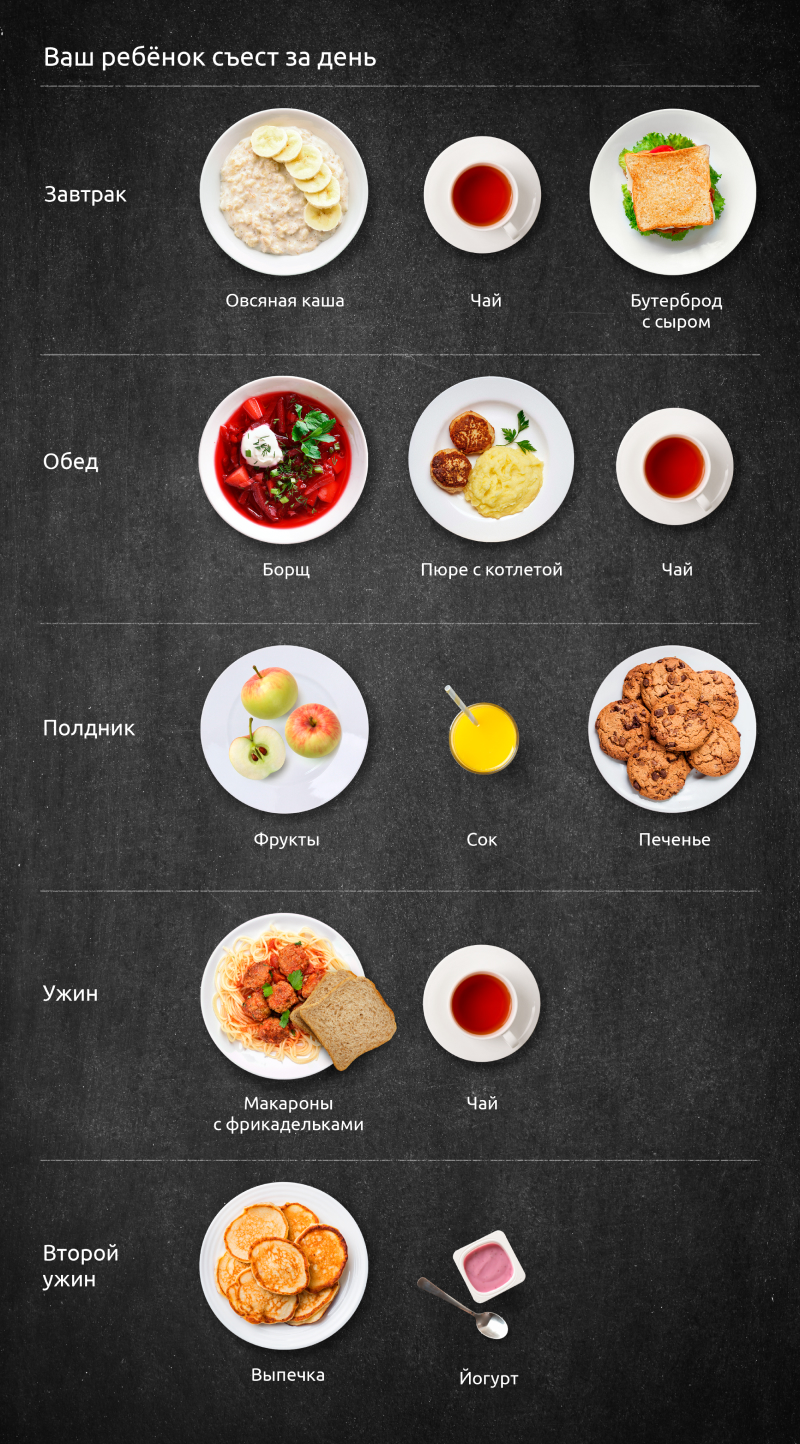 Ваш ребёнок съест за день
Завтрак
Овсяная каша
Чай
Бутерброд
с сыром
Обед
Борщ
Пюре с котлетой
Чай
Полдник
Фрукты
Сок
Печенье
Ужин
Макароны
с фрикадельками
Чай
Второй
ужин
Выпечка
Йогурт